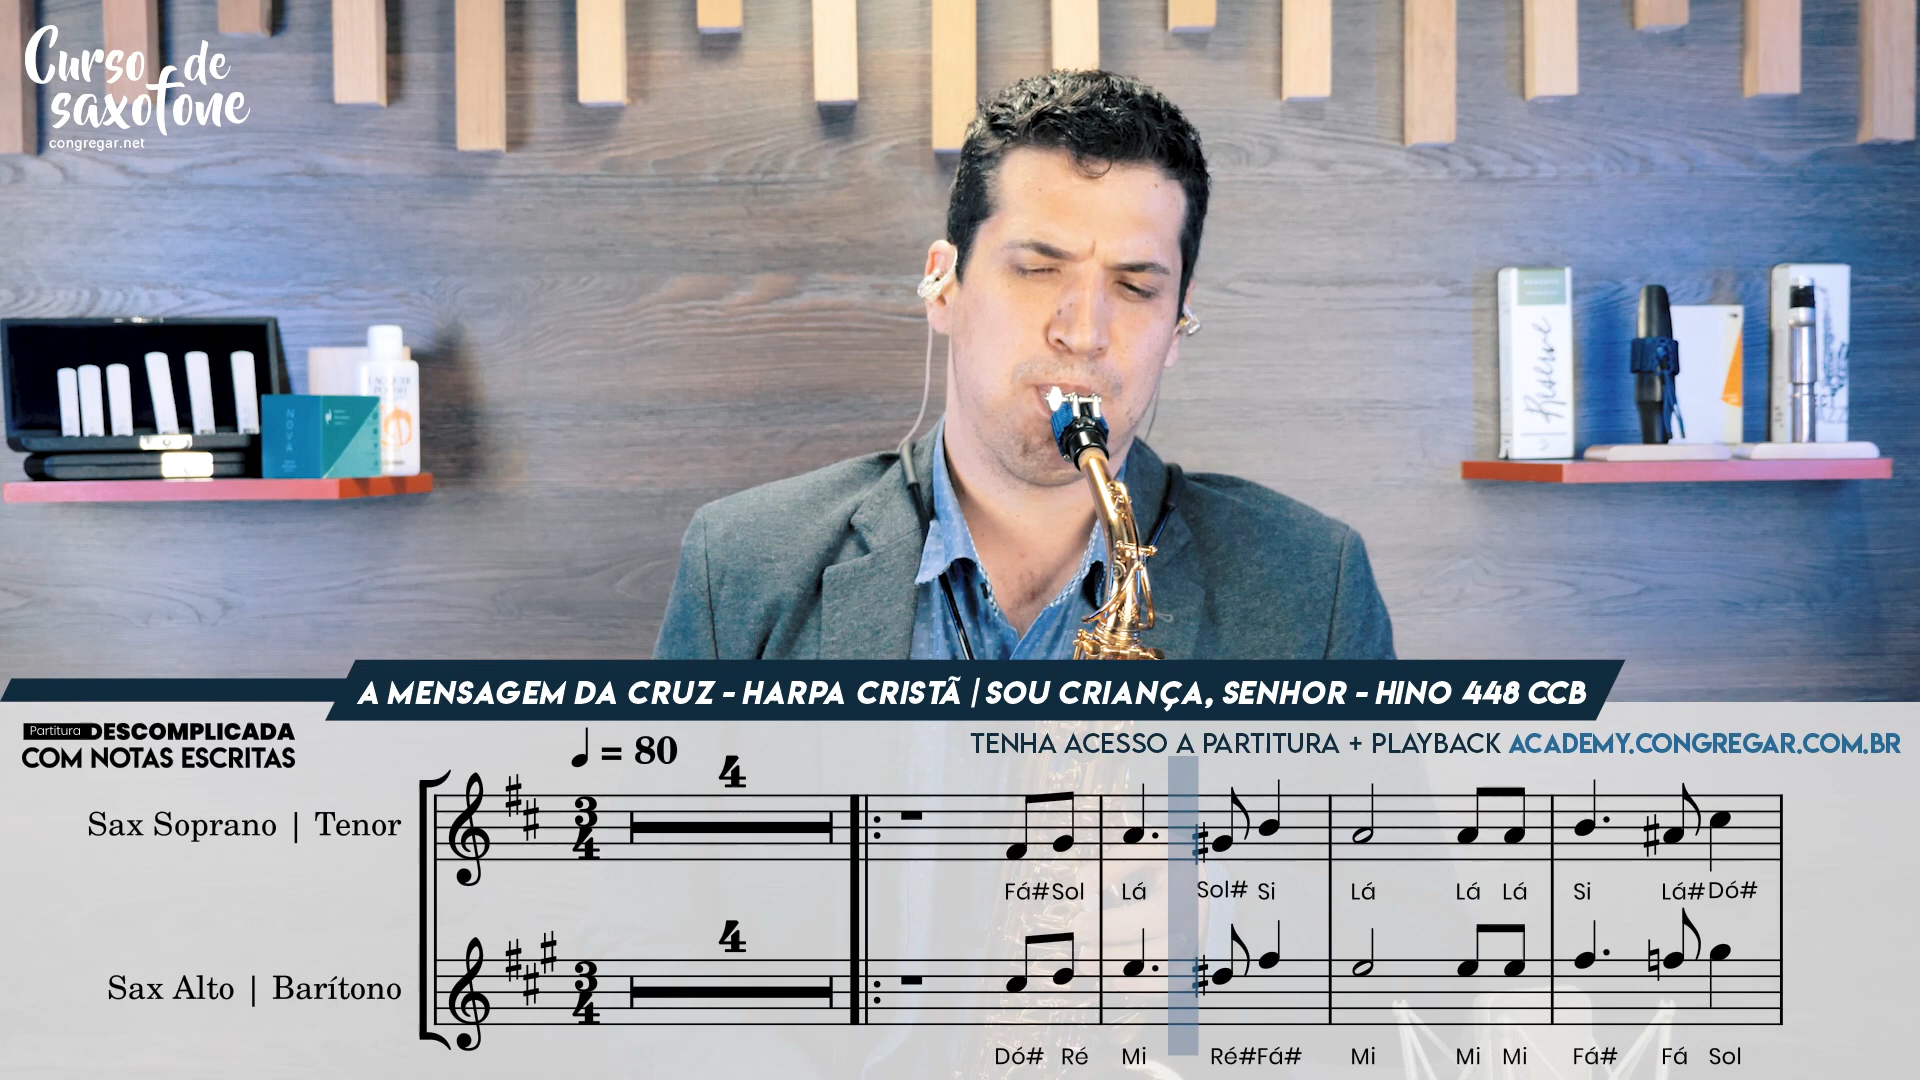 Curso de
saxofone
congregar.net
NOVA
Reserve
A MENSAGEM DA CRUZ - HARPA CRISTÃ | SOU CRIANÇA, SENHOR - HINO 448 CCB
Partitura DESCOMPLICADA
COM NOTAS ESCRITAS
TENHA ACESSO A PARTITURA + PLAYBACK ACADEMY.CONGREGAR.COM.BR
= 80
4
Sax Soprano | Tenor
3
4
Fá# Sol Lá Sol# Si Lá Lá Lá Si Lá# Dó#
4
Sax Alto | Barítono
3
4
Dó# Ré Mi Ré# Fá# Mi Mi Mi Fá# Fá Sol